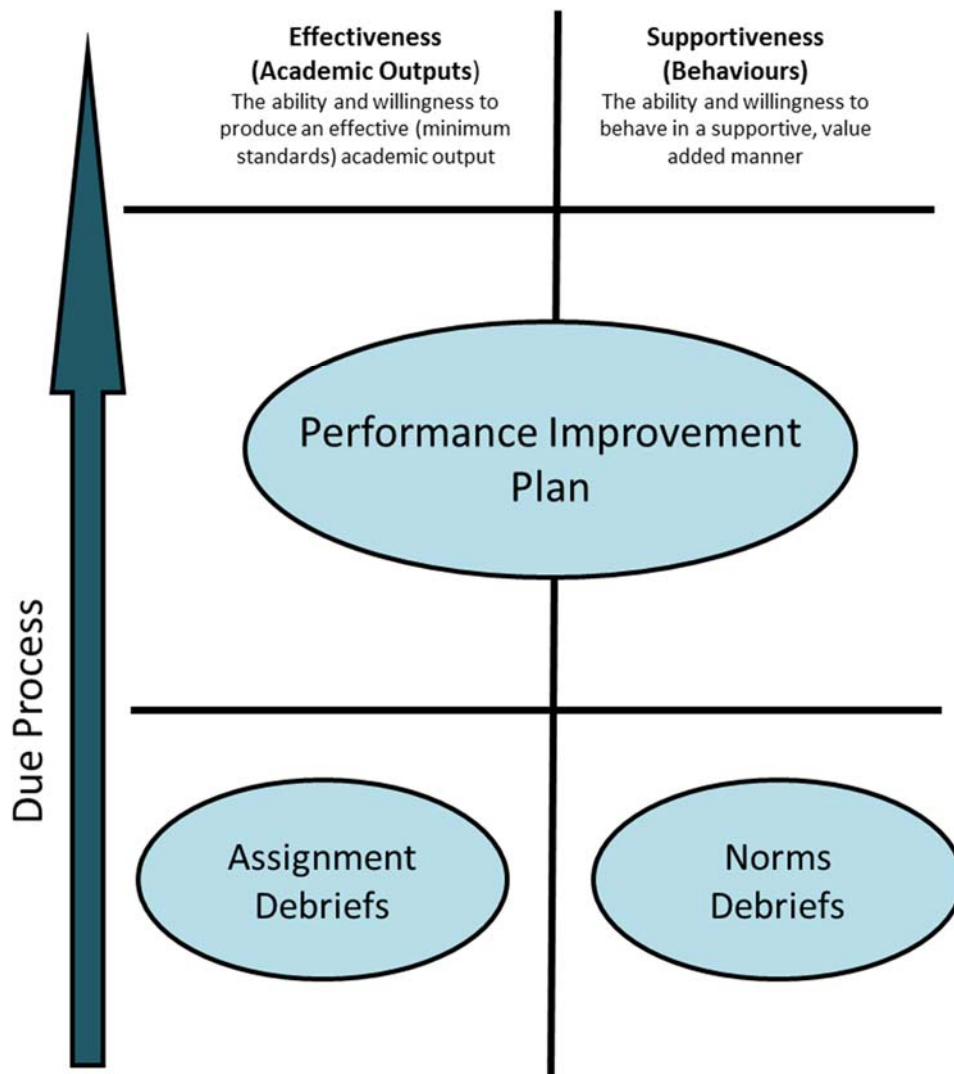 Effectiveness
(Academic Outputs)
The ability and willingness to
produce an effective (minimum
standards) academic output
Supportiveness
(Behaviours)
The ability and willingness to
behave in a supportive, value
added manner
Performance Improvement
Plan
Due Process
Assignment
Debriefs
Norms
Debriefs